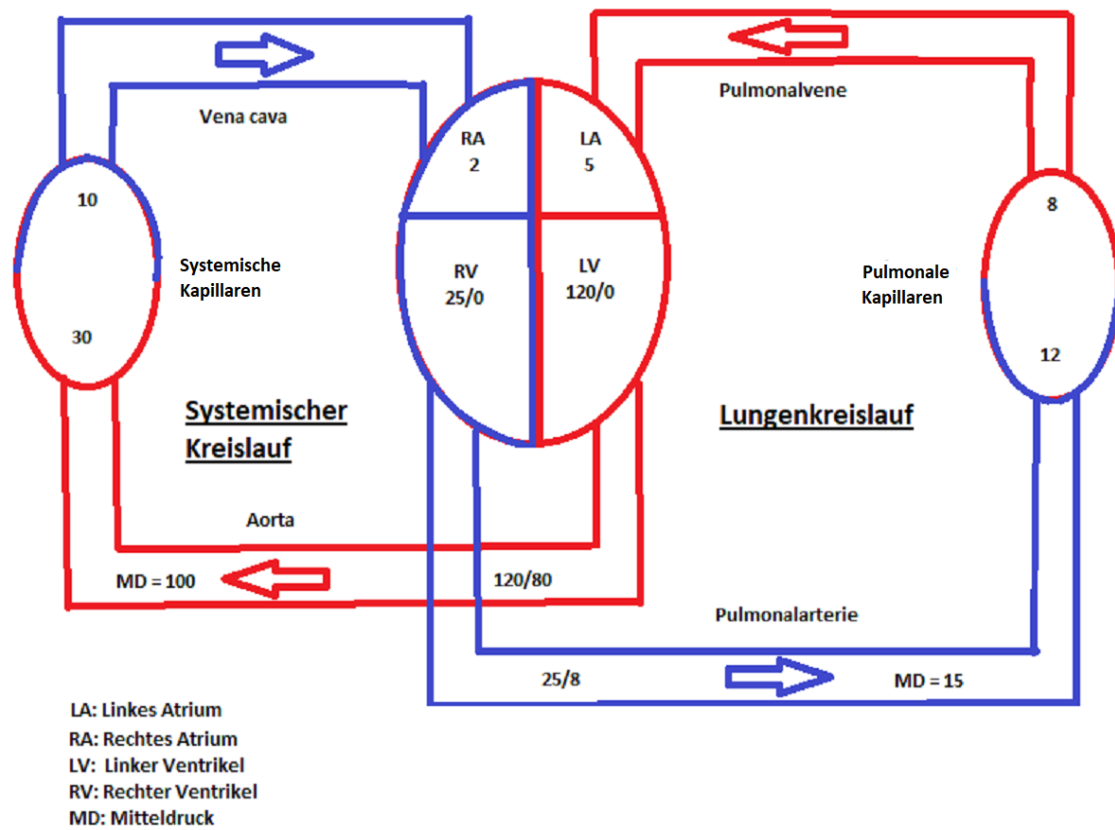 Vena cava
Pulmonalvene
RA
2
LA
5
10
8
Systemische
Kapillaren
RV
25/0
LV
120/0
Pulmonale
Kapillaren
30
12
Systemischer
Kreislauf
Lungenkreislauf
Aorta
MD = 100
120/80
Pulmonalarterie
25/8
MD = 15
LA: Linkes Atrium
RA: Rechtes Atrium
LV: Linker Ventrikel
RV: Rechter Ventrikel
MD: Mitteldruck